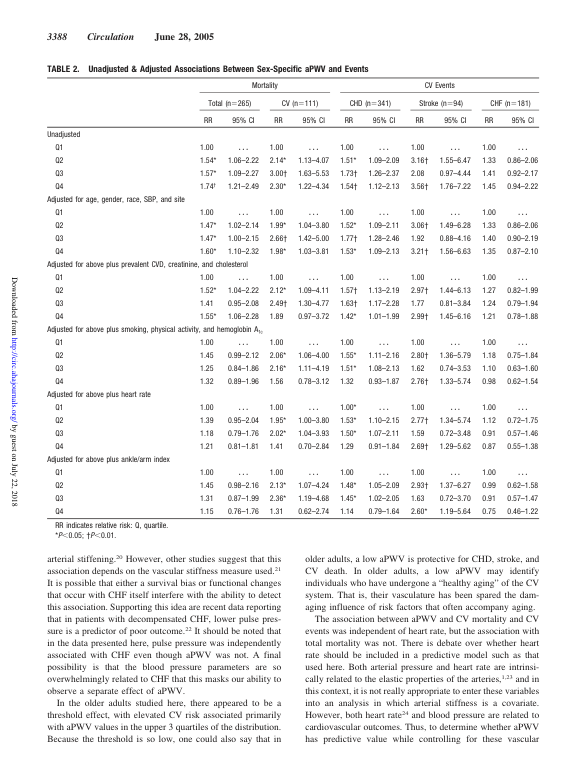 3388 Circulation June 28, 2005
TABLE 2. Unadjusted & Adjusted Associations Between Sex-Specific aPWV and Events
Mortality CV Events
Total (n=265) CV (n=111) CHD (n=341) Stroke (n=94) CHF (n=181)
RR 95% CI RR 95% CI RR 95% CI RR 95% CI RR 95% CI
Unadjusted
Q1 1.00 ... 1.00 ... 1.00 ... 1.00 ... 1.00 ...
Q2 1.54* 1.06–2.22 2.14* 1.13–4.07 1.51* 1.09–2.09 3.16† 1.55–6.47 1.33 0.86–2.06
Q3 1.57* 1.09–2.27 3.00† 1.63–5.53 1.73† 1.26–2.37 2.08 0.97–4.44 1.41 0.92–2.17
Q4 1.74† 1.21–2.49 2.30* 1.22–4.34 1.54† 1.12–2.13 3.56† 1.76–7.22 1.45 0.94–2.22
Adjusted for age, gender, race, SBP, and site
Q1 1.00 ... 1.00 ... 1.00 ... 1.00 ... 1.00 ...
Q2 1.47* 1.02–2.14 1.99* 1.04–3.80 1.52* 1.09–2.11 3.06† 1.49–6.28 1.33 0.86–2.06
Q3 1.47* 1.00–2.15 2.66† 1.42–5.00 1.77† 1.28–2.46 1.92 0.88–4.16 1.40 0.90–2.19
Q4 1.60* 1.10–2.32 1.98* 1.03–3.81 1.53* 1.09–2.13 3.21† 1.56–6.63 1.35 0.87–2.10
Adjusted for above plus prevalent CVD, creatinine, and cholesterol
Q1 1.00 ... 1.00 ... 1.00 ... 1.00 ... 1.00 ...
Q2 1.52* 1.04–2.22 2.12* 1.09–4.11 1.57† 1.13–2.19 2.97† 1.44–6.13 1.27 0.82–1.99
Q3 1.41 0.95–2.08 2.49† 1.30–4.77 1.63† 1.17–2.28 1.77 0.81–3.84 1.24 0.79–1.94
Q4 1.55* 1.06–2.28 1.89 0.97–3.72 1.42* 1.01–1.99 2.99† 1.45–6.16 1.21 0.78–1.88
Adjusted for above plus smoking, physical activity, and hemoglobin A1c
Q1 1.00 ... 1.00 ... 1.00 ... 1.00 ... 1.00 ...
Q2 1.45 0.99–2.12 2.06* 1.06–4.00 1.55* 1.11–2.16 2.80† 1.36–5.79 1.18 0.75–1.84
Q3 1.25 0.84–1.86 2.16* 1.11–4.19 1.51* 1.08–2.13 1.62 0.74–3.53 1.10 0.63–1.60
Q4 1.32 0.89–1.96 1.56 0.78–3.12 1.32 0.93–1.87 2.76† 1.33–5.74 0.98 0.62–1.54
Adjusted for above plus heart rate
Q1 1.00 ... 1.00 ... 1.00* ... 1.00 ... 1.00 ...
Q2 1.39 0.95–2.04 1.95* 1.00–3.80 1.53* 1.10–2.15 2.77† 1.34–5.74 1.12 0.72–1.75
Q3 1.18 0.79–1.76 2.02* 1.04–3.93 1.50* 1.07–2.11 1.59 0.72–3.48 0.91 0.57–1.46
Q4 1.21 0.81–1.81 1.41 0.70–2.84 1.29 0.91–1.84 2.69† 1.29–5.62 0.87 0.55–1.38
Adjusted for above plus ankle/arm index
Q1 1.00 ... 1.00 ... 1.00 ... 1.00 ... 1.00 ...
Q2 1.45 0.98–2.16 2.13* 1.07–4.24 1.48* 1.05–2.09 2.93† 1.37–6.27 0.99 0.62–1.58
Q3 1.31 0.87–1.99 2.36* 1.19–4.68 1.45* 1.02–2.05 1.63 0.72–3.70 0.91 0.57–1.47
Q4 1.15 0.76–1.76 1.31 0.62–2.74 1.14 0.79–1.64 2.60* 1.19–5.64 0.75 0.46–1.22
RR indicates relative risk: Q, quartile.
*P<0.05; †P<0.01.
arterial stiffening.20 However, other studies suggest that this
association depends on the vascular stiffness measure used.21
It is possible that either a survival bias or functional changes
that occur with CHF itself interfere with the ability to detect
this association. Supporting this idea are recent data reporting
that in patients with decompensated CHF, lower pulse pres-
sure is a predictor of poor outcome.22 It should be noted that
in the data presented here, pulse pressure was independently
associated with CHF even though aPWV was not. A final
possibility is that the blood pressure parameters are so
overwhelmingly related to CHF that this masks our ability to
observe a separate effect of aPWV.
In the older adults studied here, there appeared to be a
threshold effect, with elevated CV risk associated primarily
with aPWV values in the upper 3 quartiles of the distribution.
Because the threshold is so low, one could also say that in
older adults, a low aPWV is protective for CHD, stroke, and
CV death. In older adults, a low aPWV may identify
individuals who have undergone a “healthy aging” of the CV
system. That is, their vasculature has been spared the dam-
aging influence of risk factors that often accompany aging.
The association between aPWV and CV mortality and CV
events was independent of heart rate, but the association with
total mortality was not. There is debate over whether heart
rate should be included in a predictive model such as that
used here. Both arterial pressure and heart rate are intrinsi-
cally related to the elastic properties of the arteries,1,23 and in
this context, it is not really appropriate to enter these variables
into an analysis in which arterial stiffness is a covariate.
However, both heart rate24 and blood pressure are related to
cardiovascular outcomes. Thus, to determine whether aPWV
has predictive value while controlling for these vascular
Downloaded from http://circ.ahajournals.org/ by guest on July 22, 2018